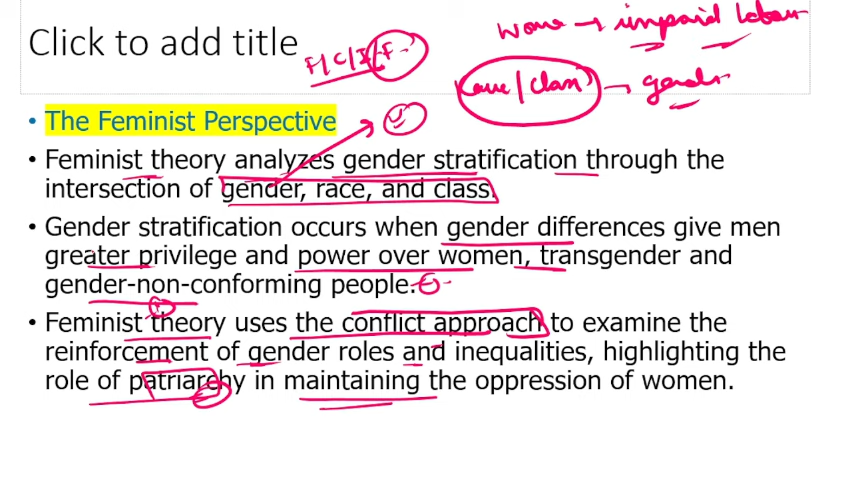 Click to add title
F/C/I/F
→ unpaid labour
/ class → gender
• The Feminist Perspective
• Feminist theory analyzes gender stratification through the
intersection of gender, race, and class.
• Gender stratification occurs when gender differences give men
greater privilege and power over women, transgender and
gender-non-conforming people.
• Feminist theory uses the conflict approach to examine the
reinforcement of gender roles and inequalities, highlighting the
role of patriarchy in maintaining the oppression of women.